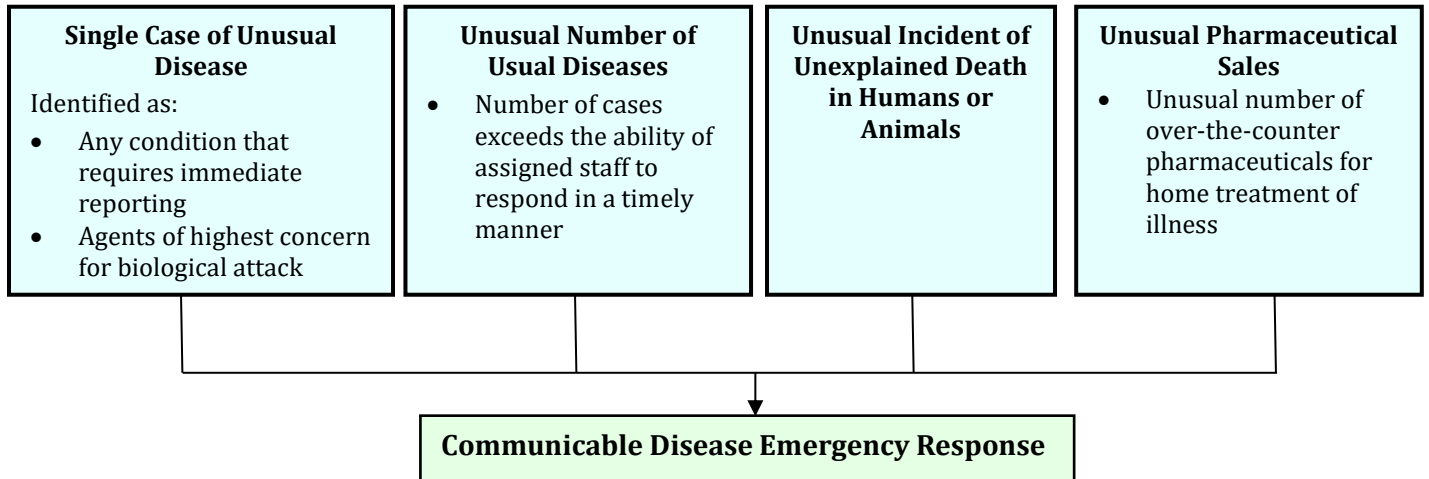 Single Case of Unusual
Disease
Identified as:
• Any condition that
requires immediate
reporting
• Agents of highest concern
for biological attack
Unusual Number of
Usual Diseases
• Number of cases
exceeds the ability of
assigned staff to
respond in a timely
manner
Unusual Incident of
Unexplained Death
in Humans or
Animals
Unusual Pharmaceutical
Sales
• Unusual number of
over-the-counter
pharmaceuticals for
home treatment of
illness
Communicable Disease Emergency Response